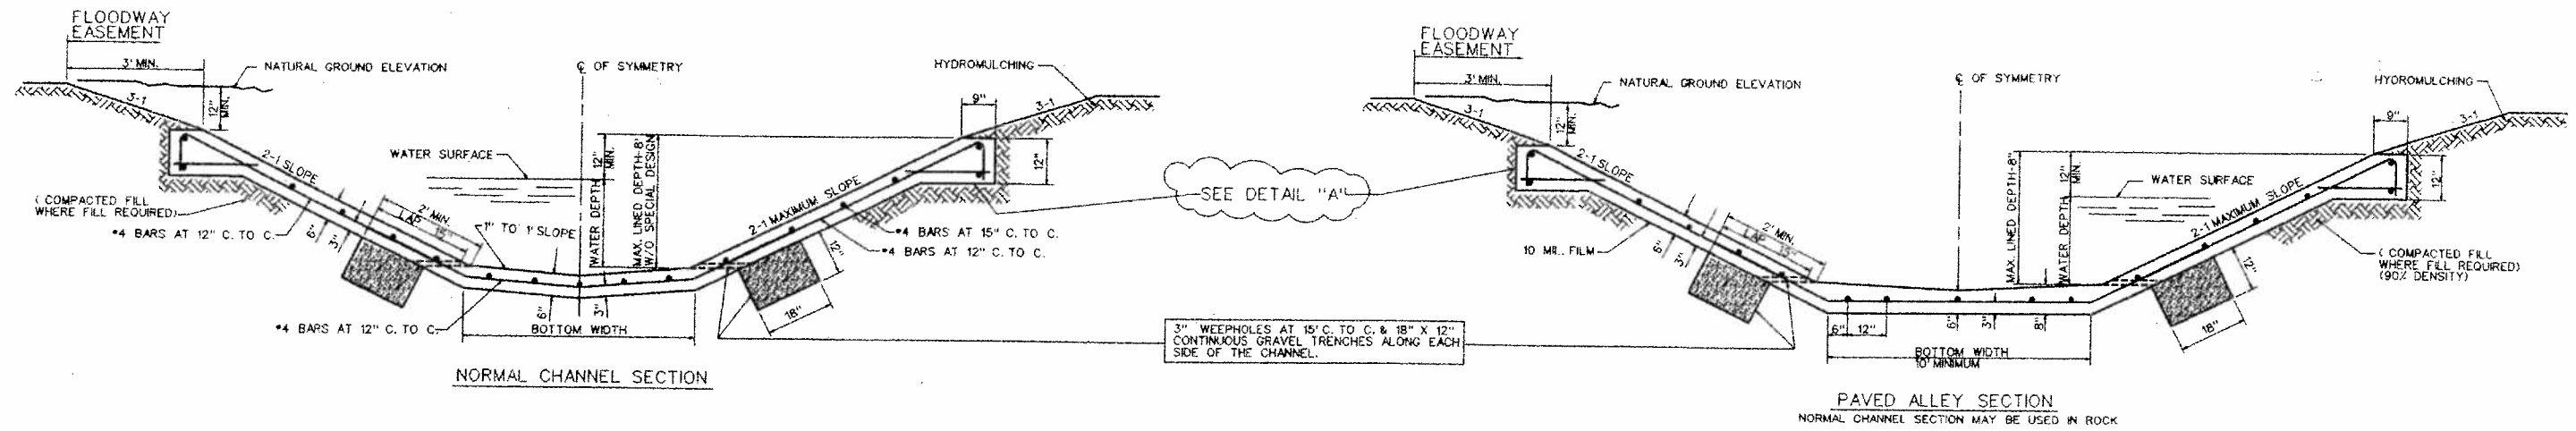 FLOODWAY
EASEMENT
3' MIN.
NATURAL GROUND ELEVATION
3-1
12"
MIN.
℄ OF SYMMETRY
HYDROMULCHING
9"
3-1
12"
2-1 SLOPE
WATER SURFACE
WATER DEPTH 12"
MIN.
MAX. LINED DEPTH-8'
W/O SPECIAL DESIGN
2-1 MAXIMUM SLOPE
( COMPACTED FILL
WHERE FILL REQUIRED)
#4 BARS AT 12" C. TO C.
6"
3"
2' MIN.
LAP
15"
1" TO 1' SLOPE
#4 BARS AT 15" C. TO C.
#4 BARS AT 12" C. TO C.
12"
18"
#4 BARS AT 12" C. TO C.
6"
3"
BOTTOM WIDTH
NORMAL CHANNEL SECTION
SEE DETAIL "A"
3" WEEPHOLES AT 15' C. TO C. & 18" X 12"
CONTINUOUS GRAVEL TRENCHES ALONG EACH
SIDE OF THE CHANNEL.
FLOODWAY
EASEMENT
3' MIN.
NATURAL GROUND ELEVATION
3-1
12"
MIN.
℄ OF SYMMETRY
HYDROMULCHING
9"
3-1
12"
2-1 SLOPE
MAX. LINED DEPTH-8'
WATER DEPTH 12"
MIN.
WATER SURFACE
2-1 MAXIMUM SLOPE
10 MIL. FILM
6"
3"
2' MIN.
LAP
15"
( COMPACTED FILL
WHERE FILL REQUIRED)
(90% DENSITY)
12"
18"
6"
12"
6"
3"
8"
BOTTOM WIDTH
10' MINIMUM
PAVED ALLEY SECTION
NORMAL CHANNEL SECTION MAY BE USED IN ROCK